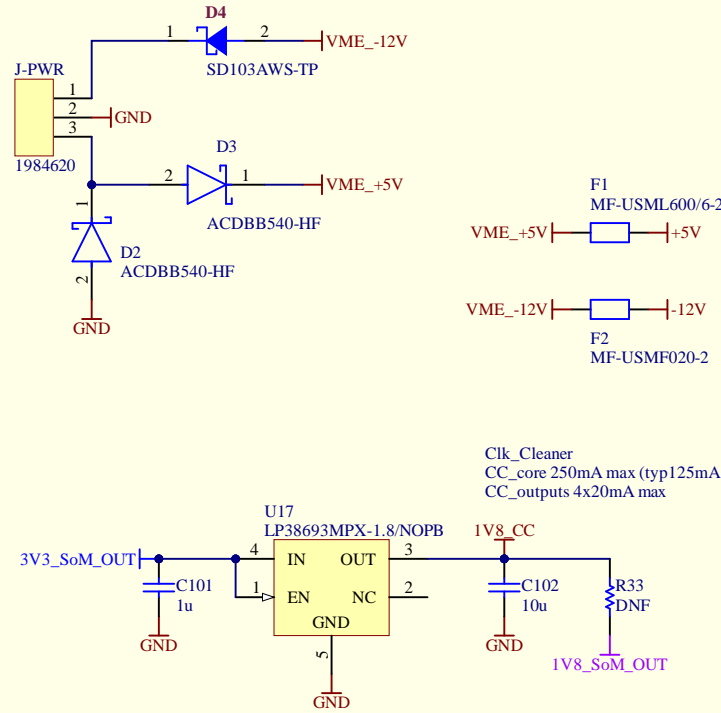 D4
1 2 VME_-12V
SD103AWS-TP
J-PWR
1
2 GND
3
1984620
D3
2 1 VME_+5V
ACDBB540-HF
1
D2
ACDBB540-HF
2
GND
F1
MF-USML600/6-2
VME_+5V +5V
VME_-12V -12V
F2
MF-USMF020-2
Clk_Cleaner
CC_core 250mA max (typ125mA
CC_outputs 4x20mA max
U17
LP38693MPX-1.8/NOPB
1V8_CC
3V3_SoM_OUT 4 IN OUT 3
C101
1u
1 EN NC 2
GND
5
GND
GND
C102
10u
GND
R33
DNF
1V8_SoM_OUT